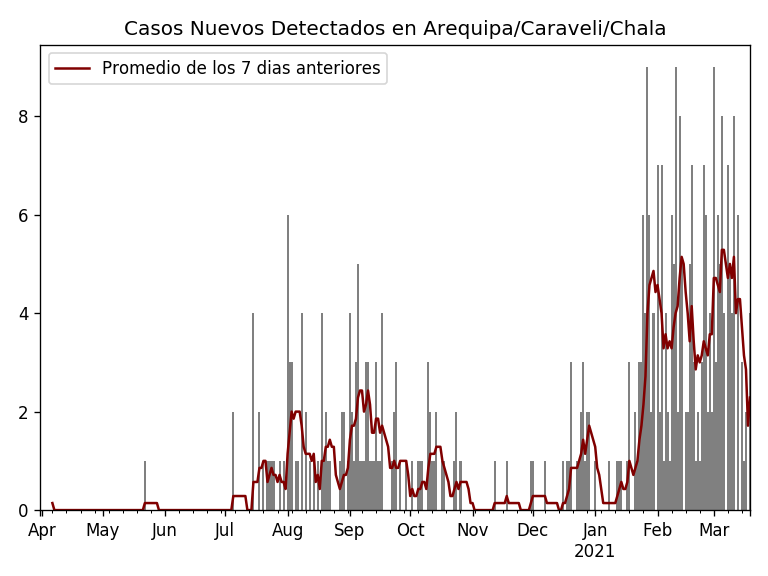 Casos Nuevos Detectados en Arequipa/Caraveli/Chala
Promedio de los 7 dias anteriores
8
6
4
2
0
Apr May Jun Jul Aug Sep Oct Nov Dec Jan Feb Mar
2021